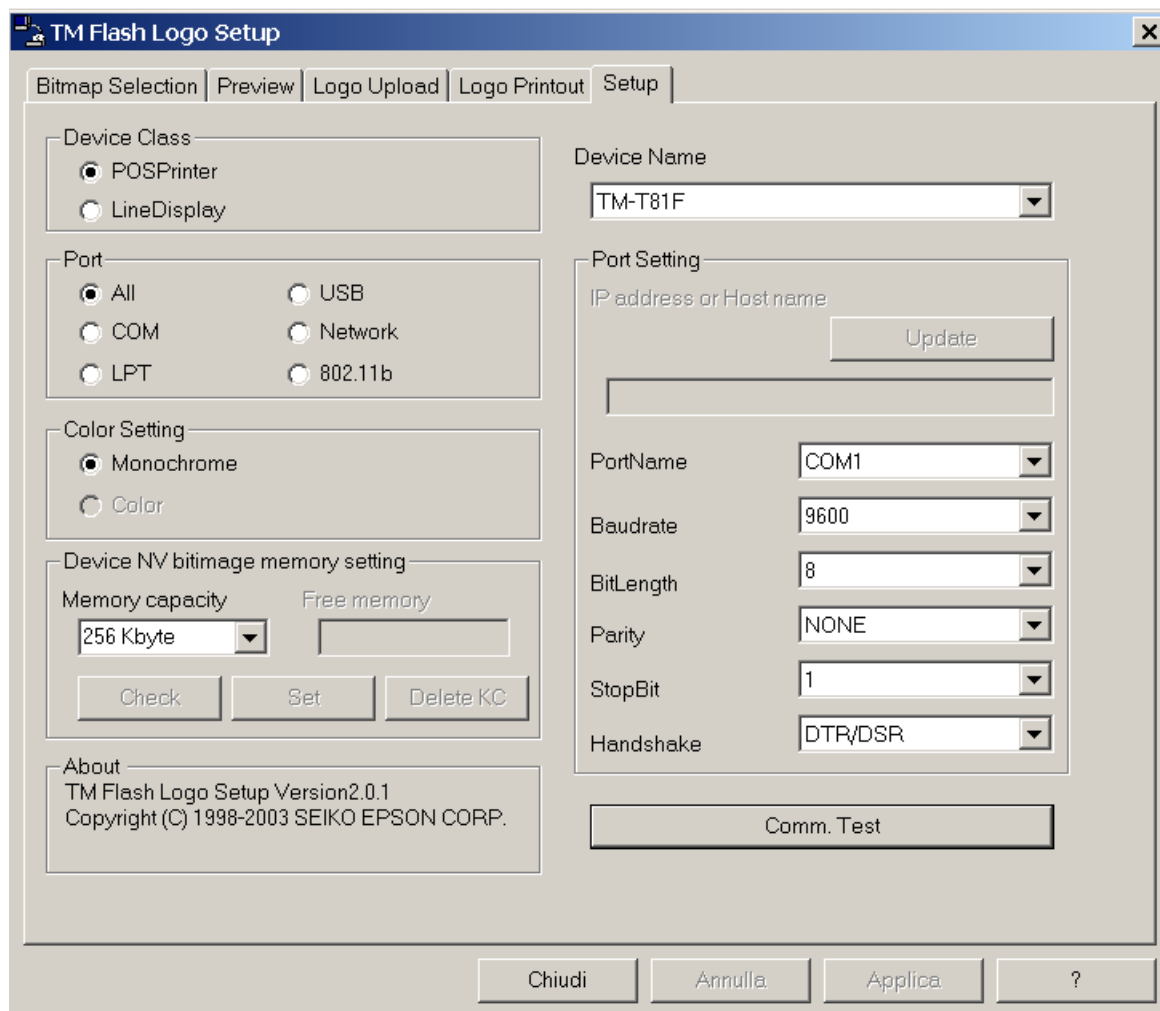 TM Flash Logo Setup
Bitmap Selection Preview Logo Upload Logo Printout Setup
Device Class
POSPrinter
LineDisplay
Port
All USB
COM Network
LPT 802.11b
Color Setting
Monochrome
Color
Device NV bitimage memory setting
Memory capacity Free memory
256 Kbyte
Check Set Delete KC
About
TM Flash Logo Setup Version2.0.1
Copyright (C) 1998-2003 SEIKO EPSON CORP.
Device Name
TM-T81F
Port Setting
IP address or Host name
Update
PortName COM1
Baudrate 9600
BitLength 8
Parity NONE
StopBit 1
Handshake DTR/DSR
Comm. Test
Chiudi Annulla Applica ?